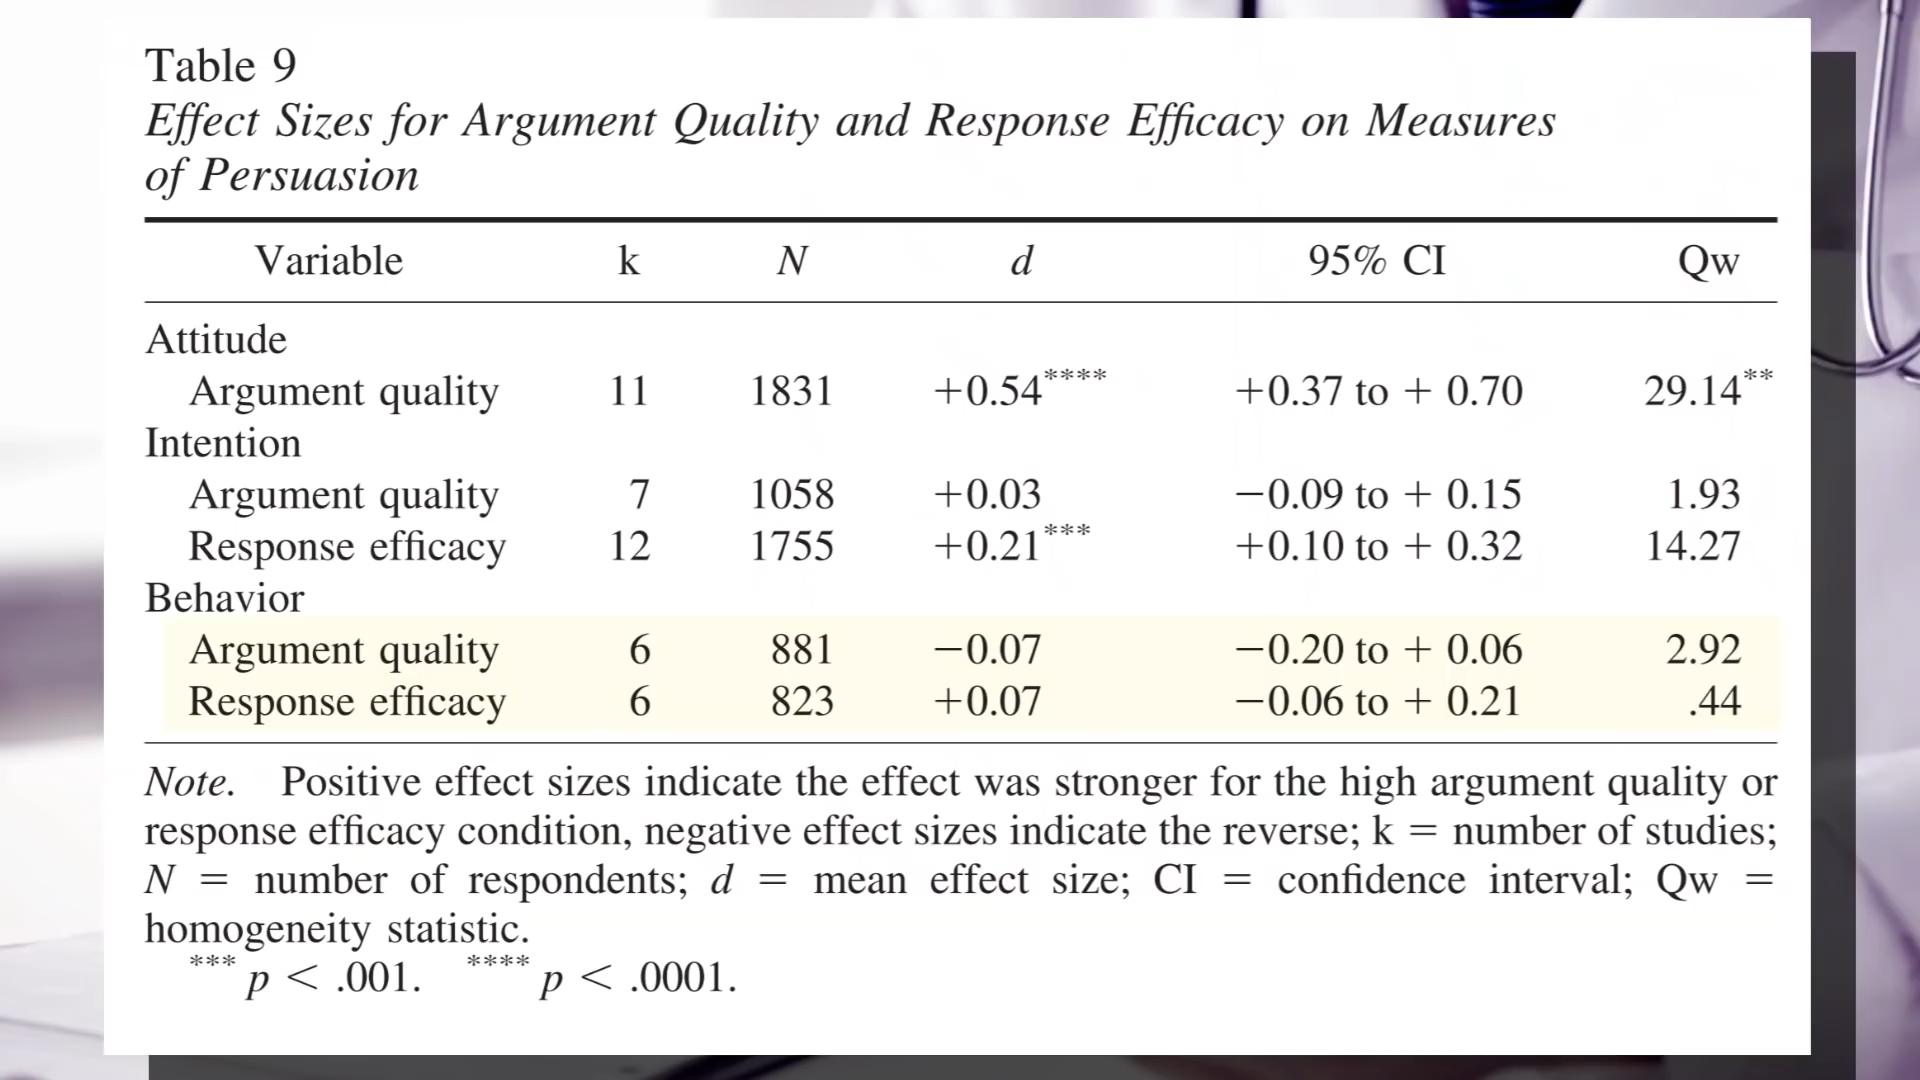 Table 9
Effect Sizes for Argument Quality and Response Efficacy on Measures
of Persuasion
Variable k N d 95% CI Qw
Attitude
Argument quality 11 1831 +0.54**** +0.37 to + 0.70 29.14**
Intention
Argument quality 7 1058 +0.03 −0.09 to + 0.15 1.93
Response efficacy 12 1755 +0.21*** +0.10 to + 0.32 14.27
Behavior
Argument quality 6 881 −0.07 −0.20 to + 0.06 2.92
Response efficacy 6 823 +0.07 −0.06 to + 0.21 .44
Note. Positive effect sizes indicate the effect was stronger for the high argument quality or
response efficacy condition, negative effect sizes indicate the reverse; k = number of studies;
N = number of respondents; d = mean effect size; CI = confidence interval; Qw =
homogeneity statistic.
*** p < .001. **** p < .0001.